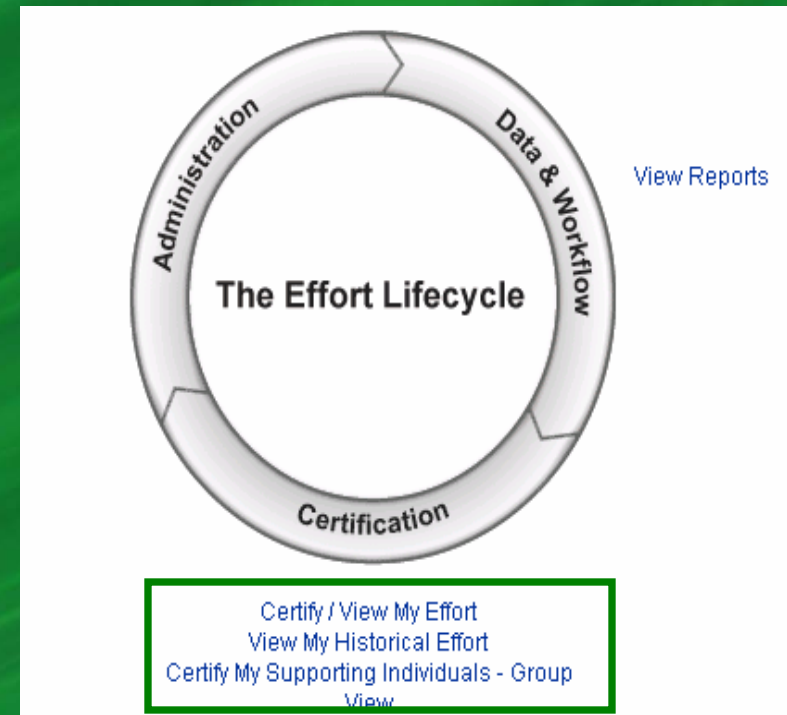 Administration
Data & Workflow
View Reports
The Effort Lifecycle
Certification
Certify / View My Effort
View My Historical Effort
Certify My Supporting Individuals - Group
View